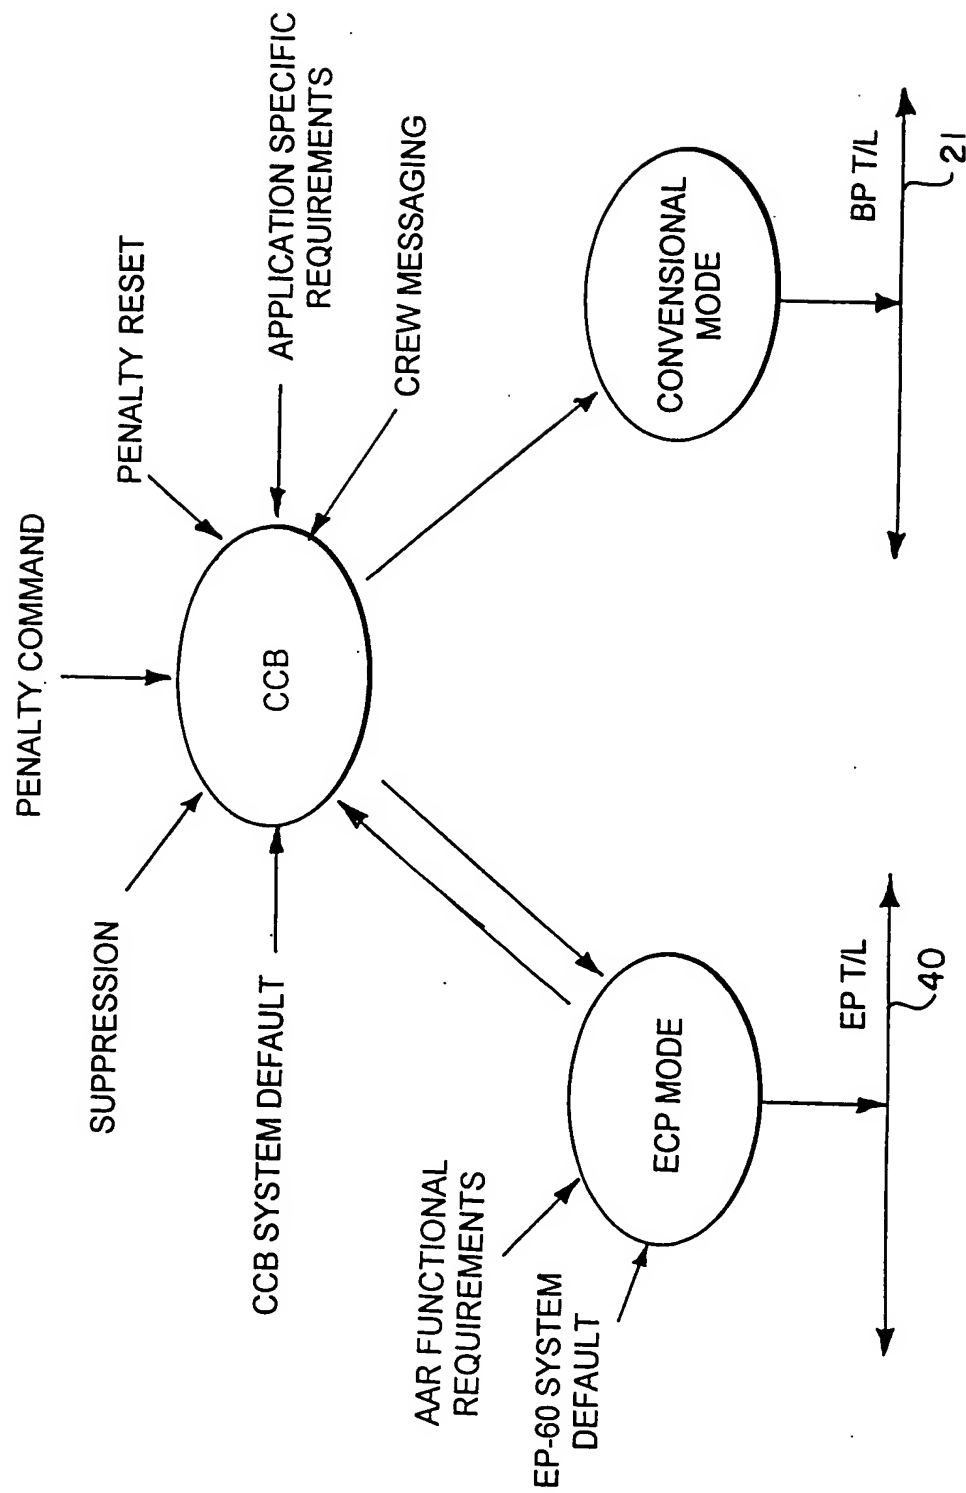 PENALTY COMMAND
SUPPRESSION
PENALTY RESET
CCB SYSTEM DEFAULT
CCB
APPLICATION SPECIFIC
REQUIREMENTS
CREW MESSAGING
AAR FUNCTIONAL
REQUIREMENTS
EP-60 SYSTEM
DEFAULT
ECP MODE
CONVENSIONAL
MODE
EP T/L
40
BP T/L
21